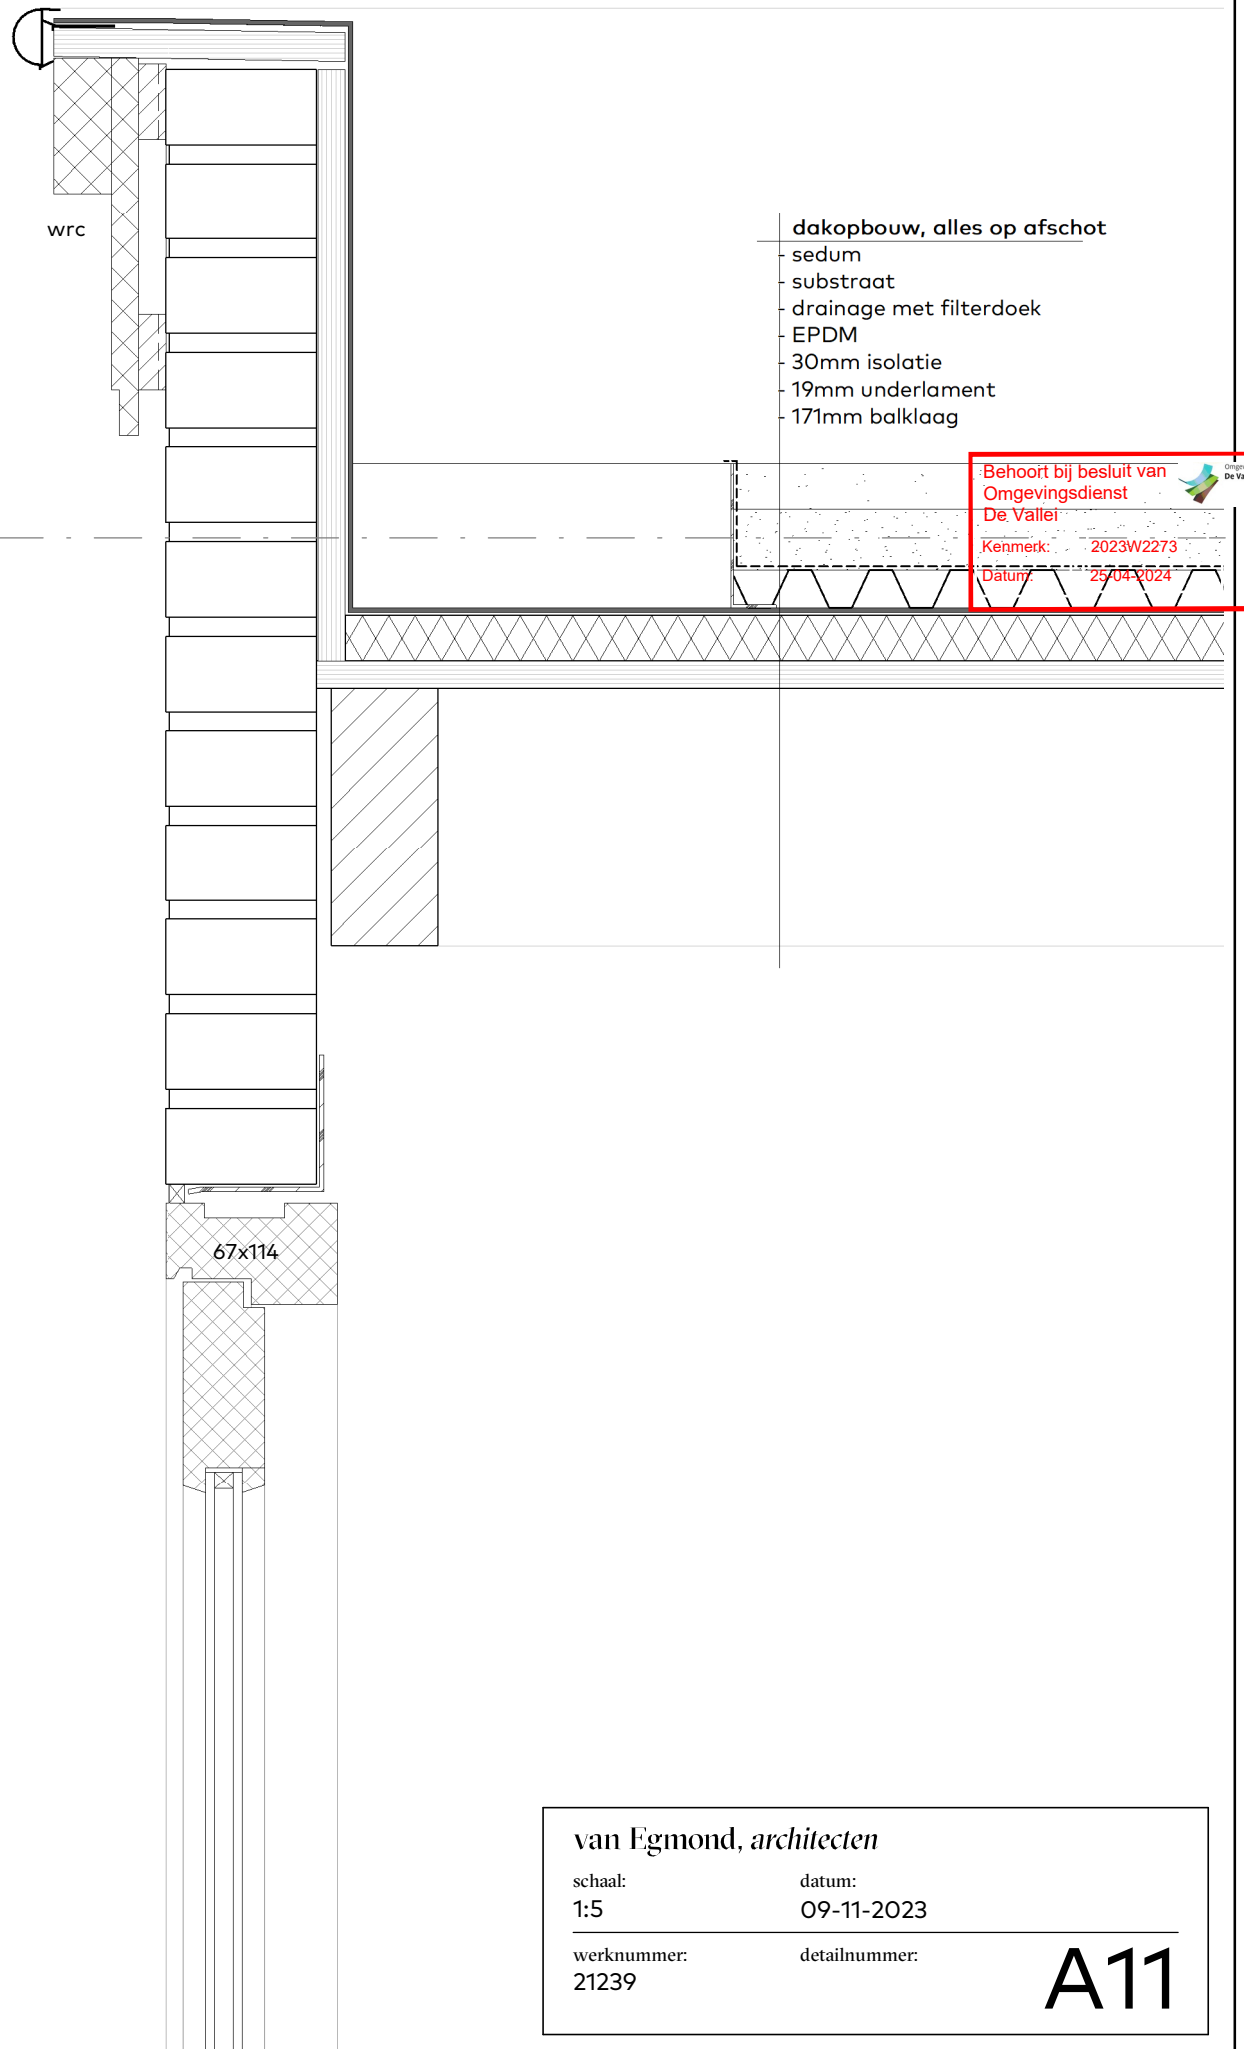 wrc
dakopbouw, alles op afschot
- sedum
- substraat
- drainage met filterdoek
- EPDM
- 30mm isolatie
- 19mm underlament
- 171mm balklaag
Behoort bij besluit van
Omgevingsdienst
De Vallei
Kenmerk: 2023W2273
Datum: 25-04-2024
67x114
van Egmond, architecten
schaal: datum:
1:5 09-11-2023
werknummer: detailnummer:
21239 A11